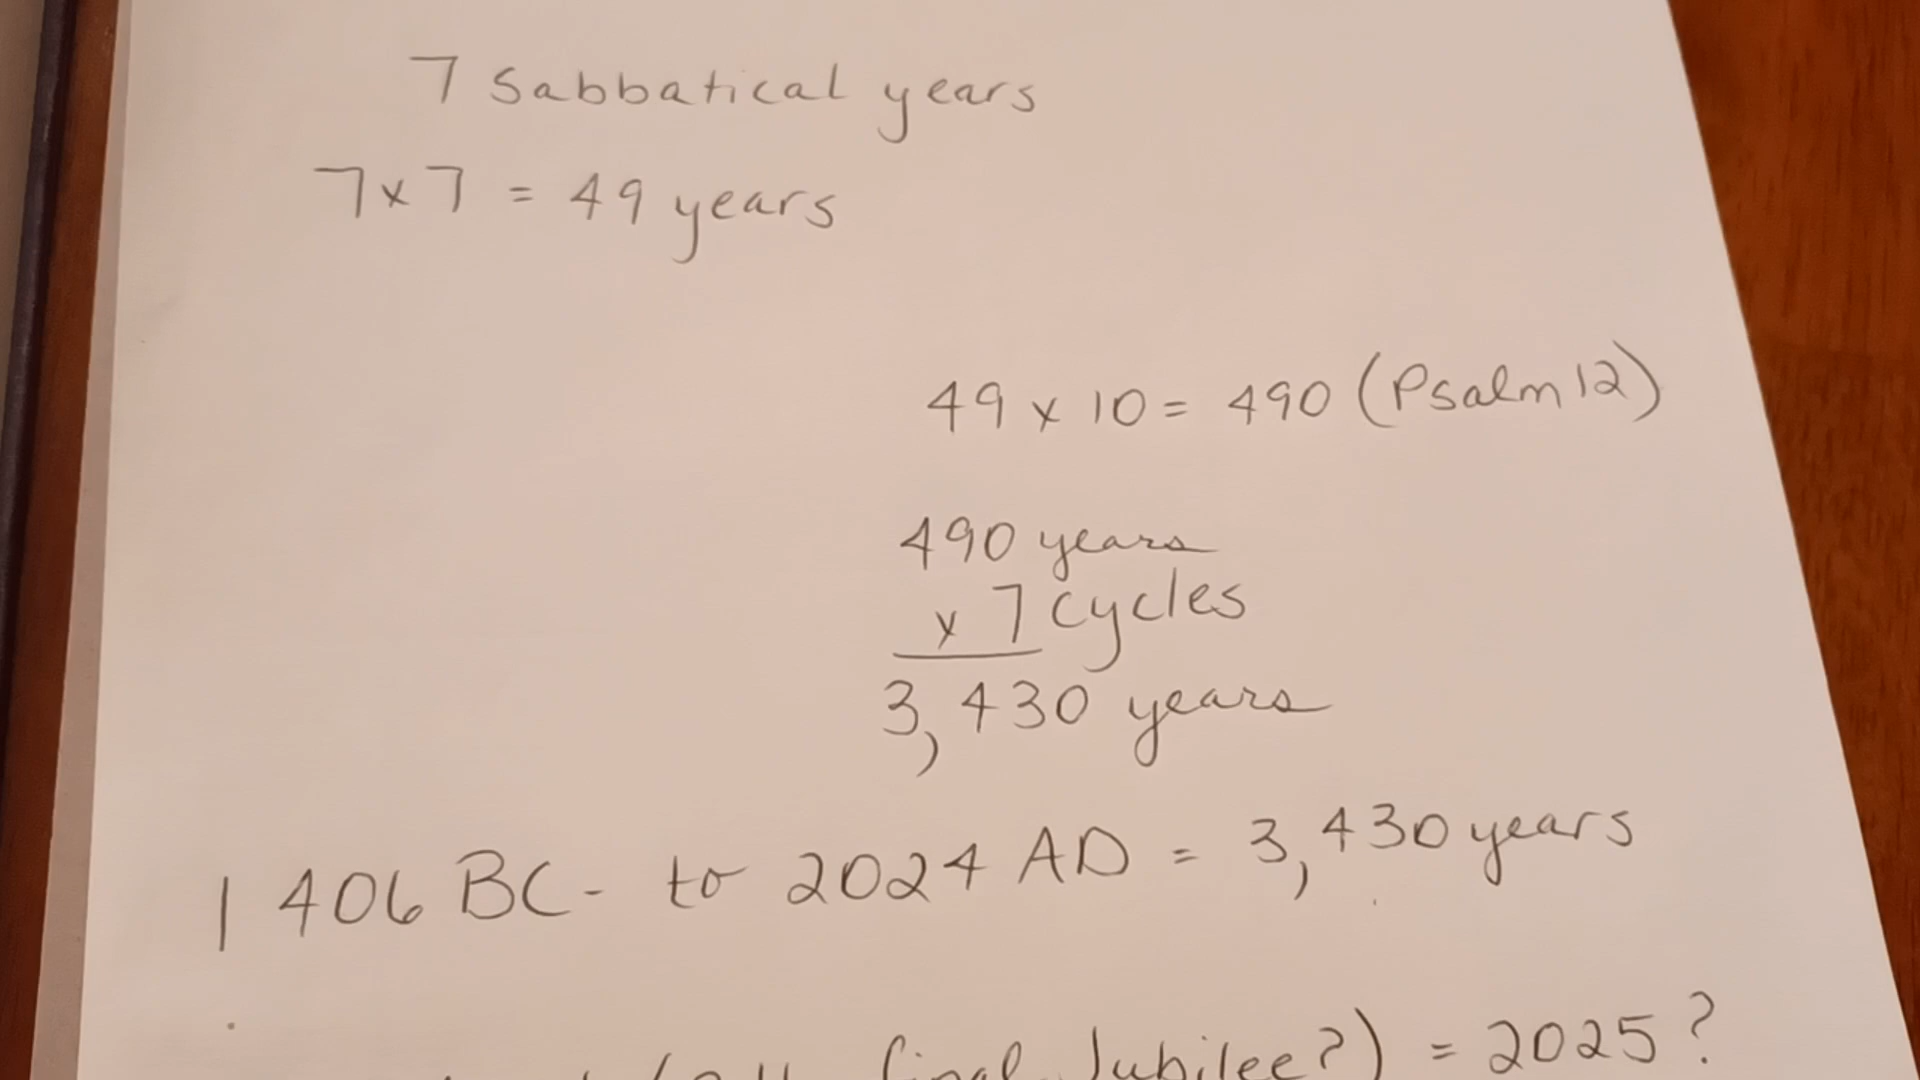 7 Sabbatical years
7x7 = 49 years
49 x 10 = 490 (Psalm 12)
490 years
x 7 cycles
3,430 years
1406 BC - to 2024 AD = 3,430 years
final Jubilee?) = 2025?